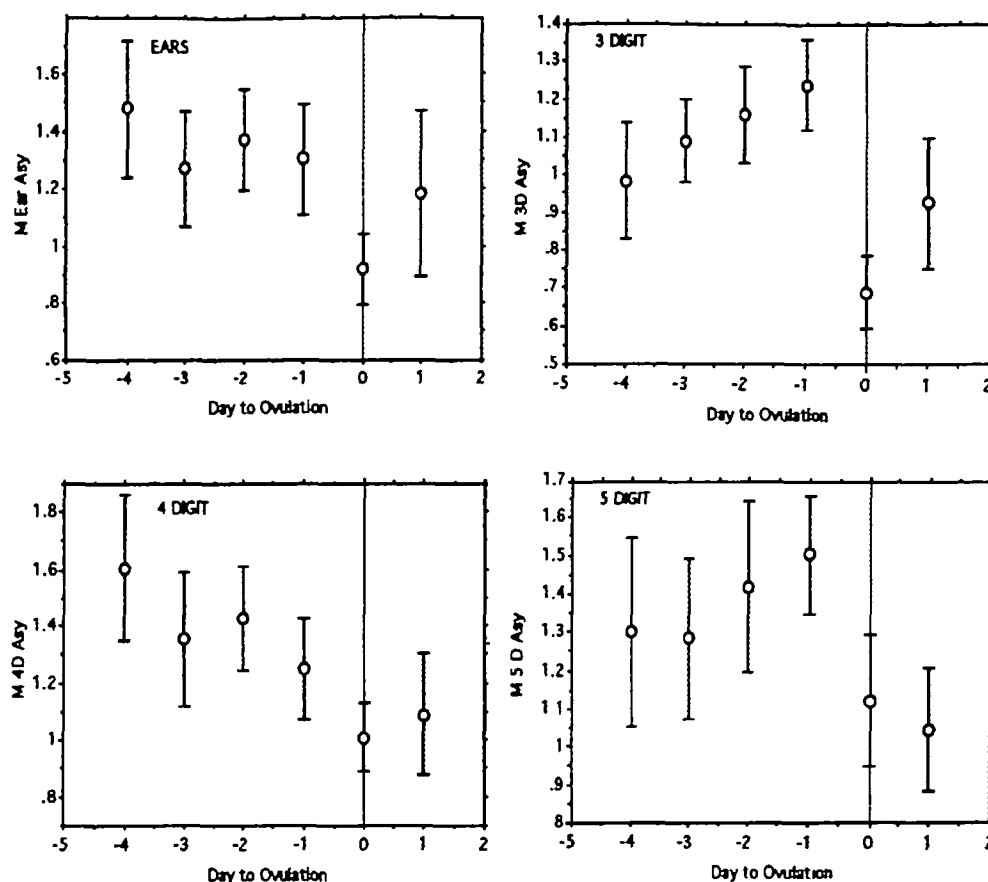 EARS
M Ear Asy
1.6
1.4
1.2
1
.8
.6
-5 -4 -3 -2 -1 0 1 2
Day to Ovulation
3 DIGIT
M 3D Asy
1.4
1.3
1.2
1.1
1
.9
.8
.7
.6
.5
-5 -4 -3 -2 -1 0 1 2
Day to Ovulation
4 DIGIT
M 4D Asy
1.8
1.6
1.4
1.2
1
.8
-5 -4 -3 -2 -1 0 1 2
Day to Ovulation
5 DIGIT
M 5 D Asy
1.7
1.6
1.5
1.4
1.3
1.2
1.1
1
.9
8
-5 -4 -3 -2 -1 0 1 2
Day to Ovulation